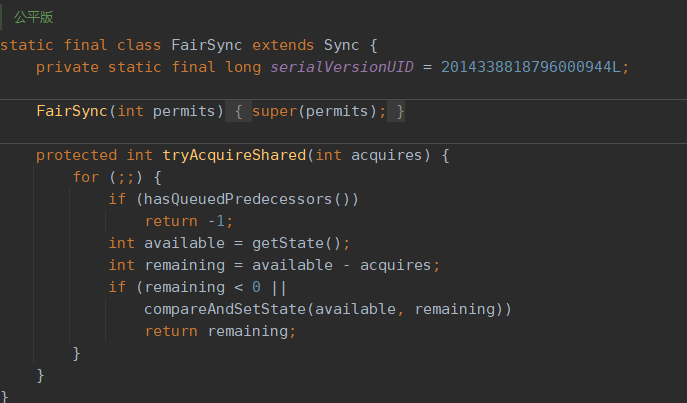 公平版
static final class FairSync extends Sync {
private static final long serialVersionUID = 2014338818796000944L;
FairSync(int permits) { super(permits); }
protected int tryAcquireShared(int acquires) {
for (;;) {
if (hasQueuedPredecessors())
return -1;
int available = getState();
int remaining = available - acquires;
if (remaining < 0 ||
compareAndSetState(available, remaining))
return remaining;
}
}
}